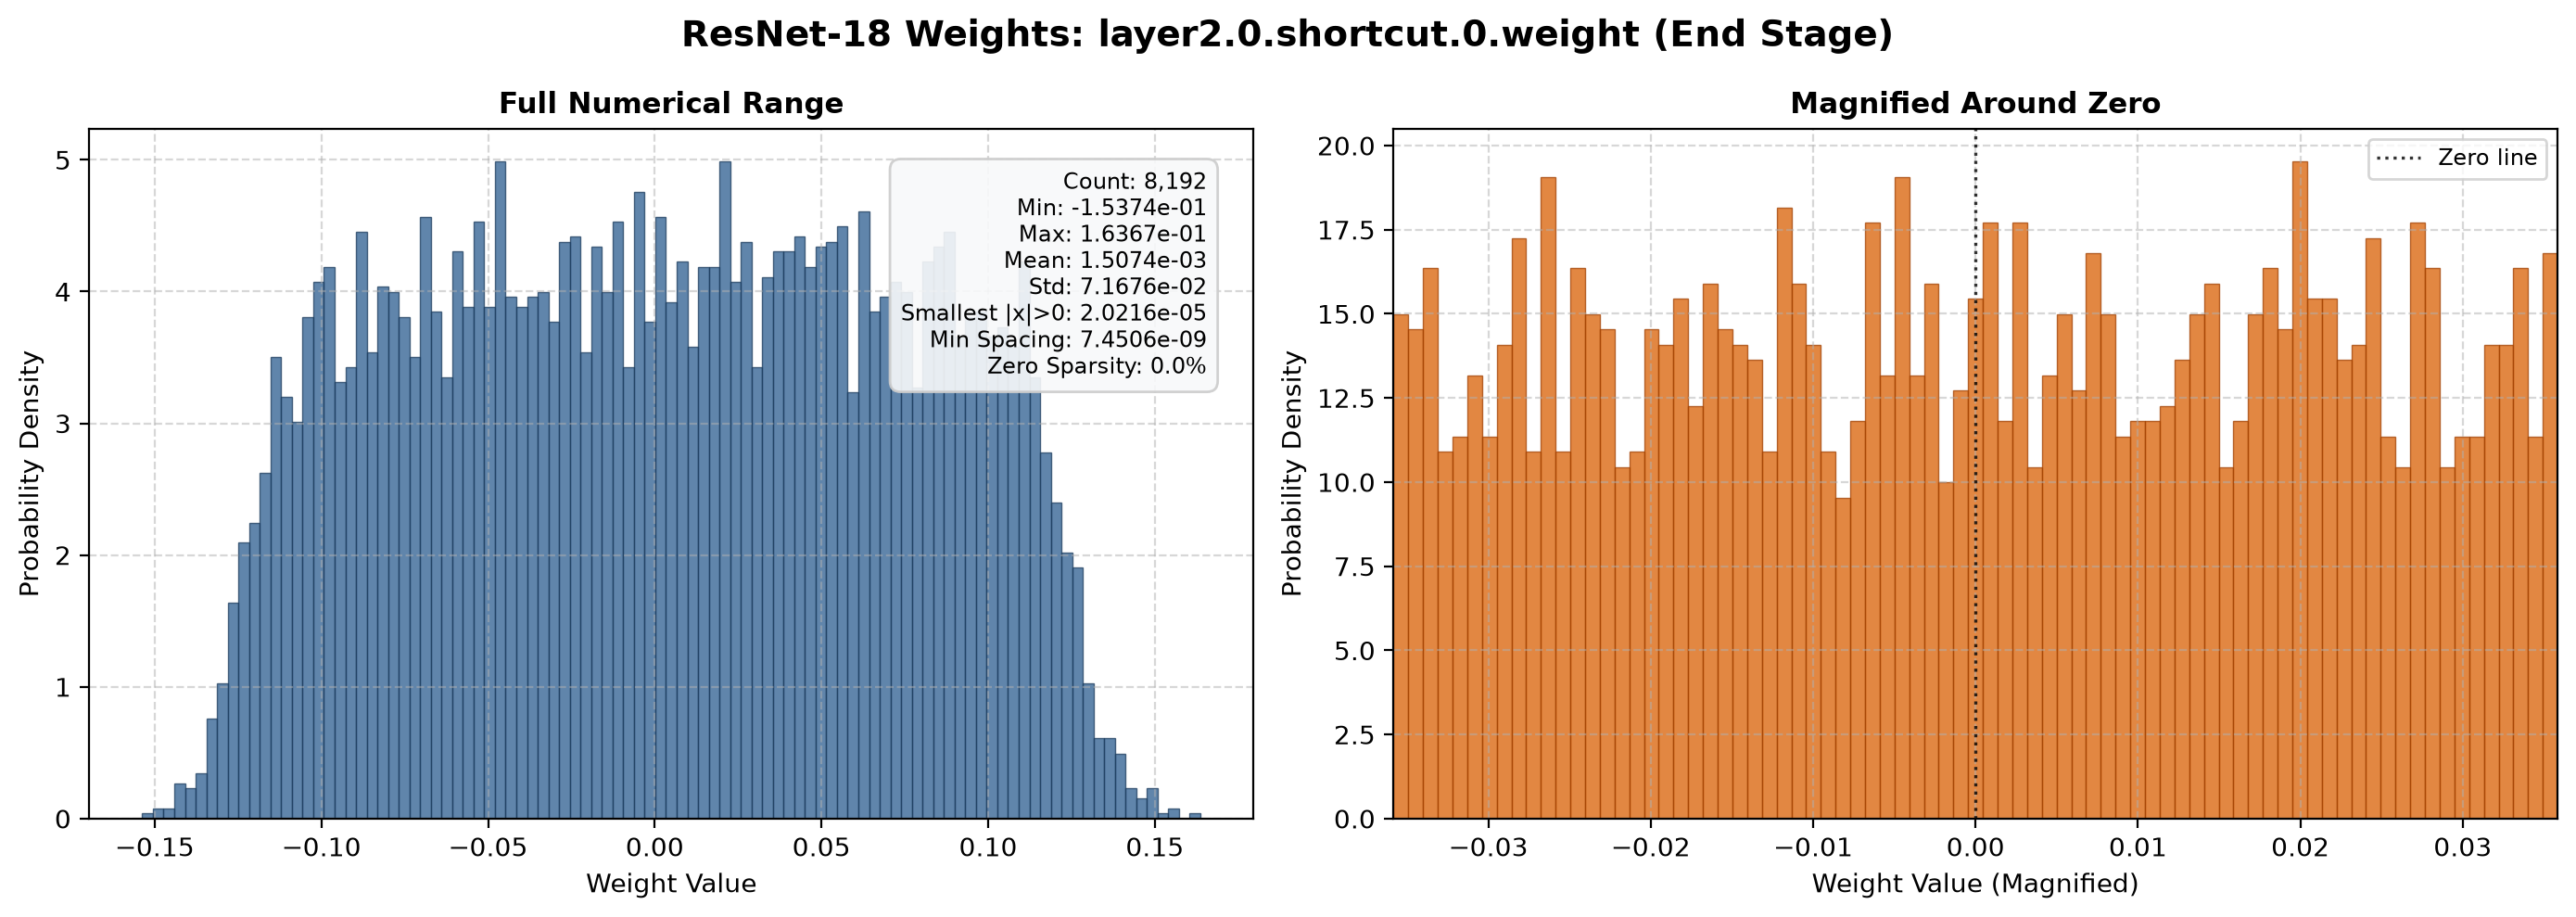 ResNet-18 Weights: layer2.0.shortcut.0.weight (End Stage)
Full Numerical Range
Probability Density
5
4
3
2
1
0
Count: 8,192
Min: -1.5374e-01
Max: 1.6367e-01
Mean: 1.5074e-03
Std: 7.1676e-02
Smallest |x|>0: 2.0216e-05
Min Spacing: 7.4506e-09
Zero Sparsity: 0.0%
−0.15 −0.10 −0.05 0.00 0.05 0.10 0.15
Weight Value
Magnified Around Zero
Probability Density
20.0
17.5
15.0
12.5
10.0
7.5
5.0
2.5
0.0
Zero line
−0.03 −0.02 −0.01 0.00 0.01 0.02 0.03
Weight Value (Magnified)